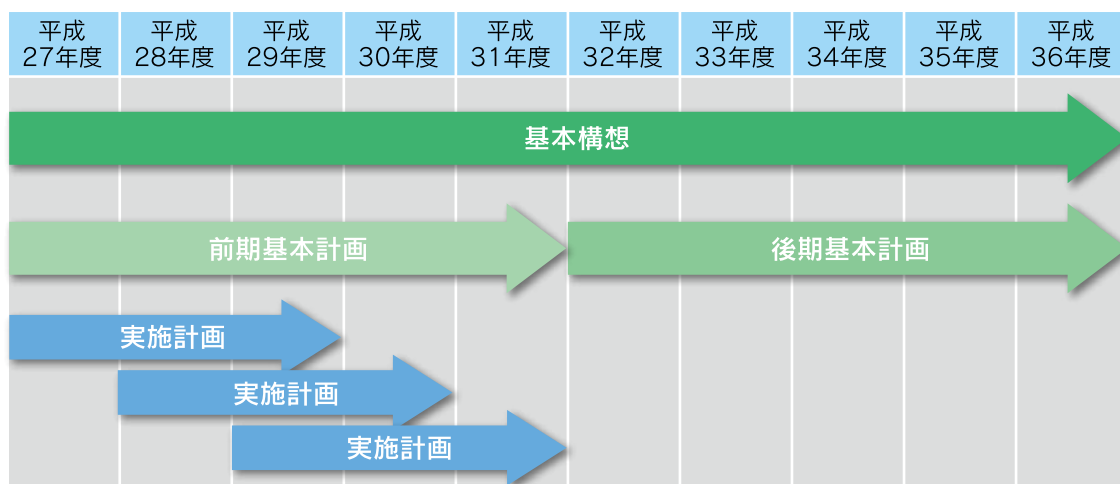 平成
27年度
平成
28年度
平成
29年度
平成
30年度
平成
31年度
平成
32年度
平成
33年度
平成
34年度
平成
35年度
平成
36年度
基本構想
前期基本計画
後期基本計画
実施計画
実施計画
実施計画